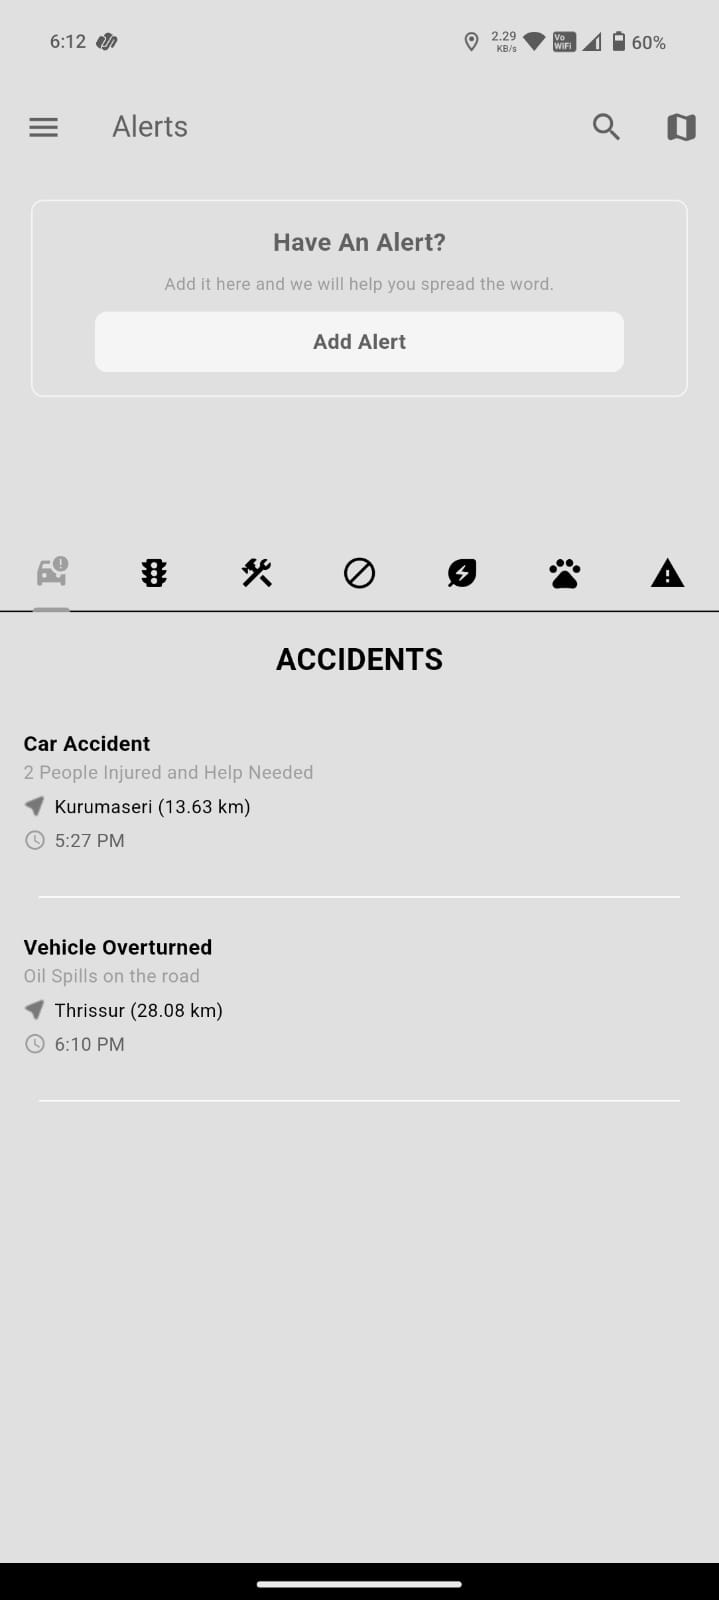 6:12
2.29
KB/s
Vo
WiFi
60%
Alerts
Have An Alert?
Add it here and we will help you spread the word.
Add Alert
ACCIDENTS
Car Accident
2 People Injured and Help Needed
Kurumaseri (13.63 km)
5:27 PM
Vehicle Overturned
Oil Spills on the road
Thrissur (28.08 km)
6:10 PM